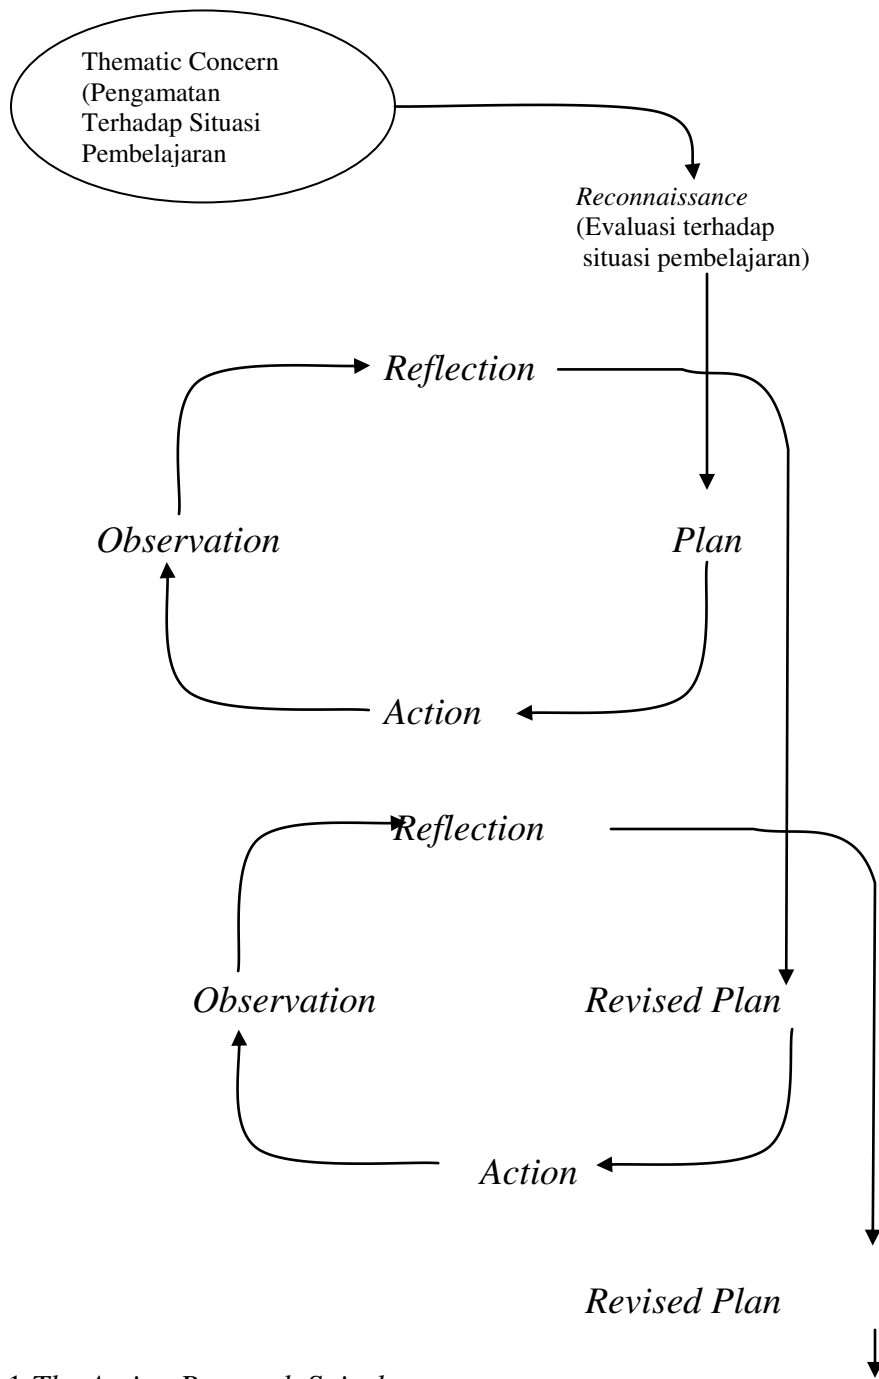 Thematic Concern
(Pengamatan
Terhadap Situasi
Pembelajaran
Reconnaissance
(Evaluasi terhadap
situasi pembelajaran)
Reflection
Observation
Plan
Action
Reflection
Observation
Revised Plan
Action
Revised Plan
1 The Action Research Spiral